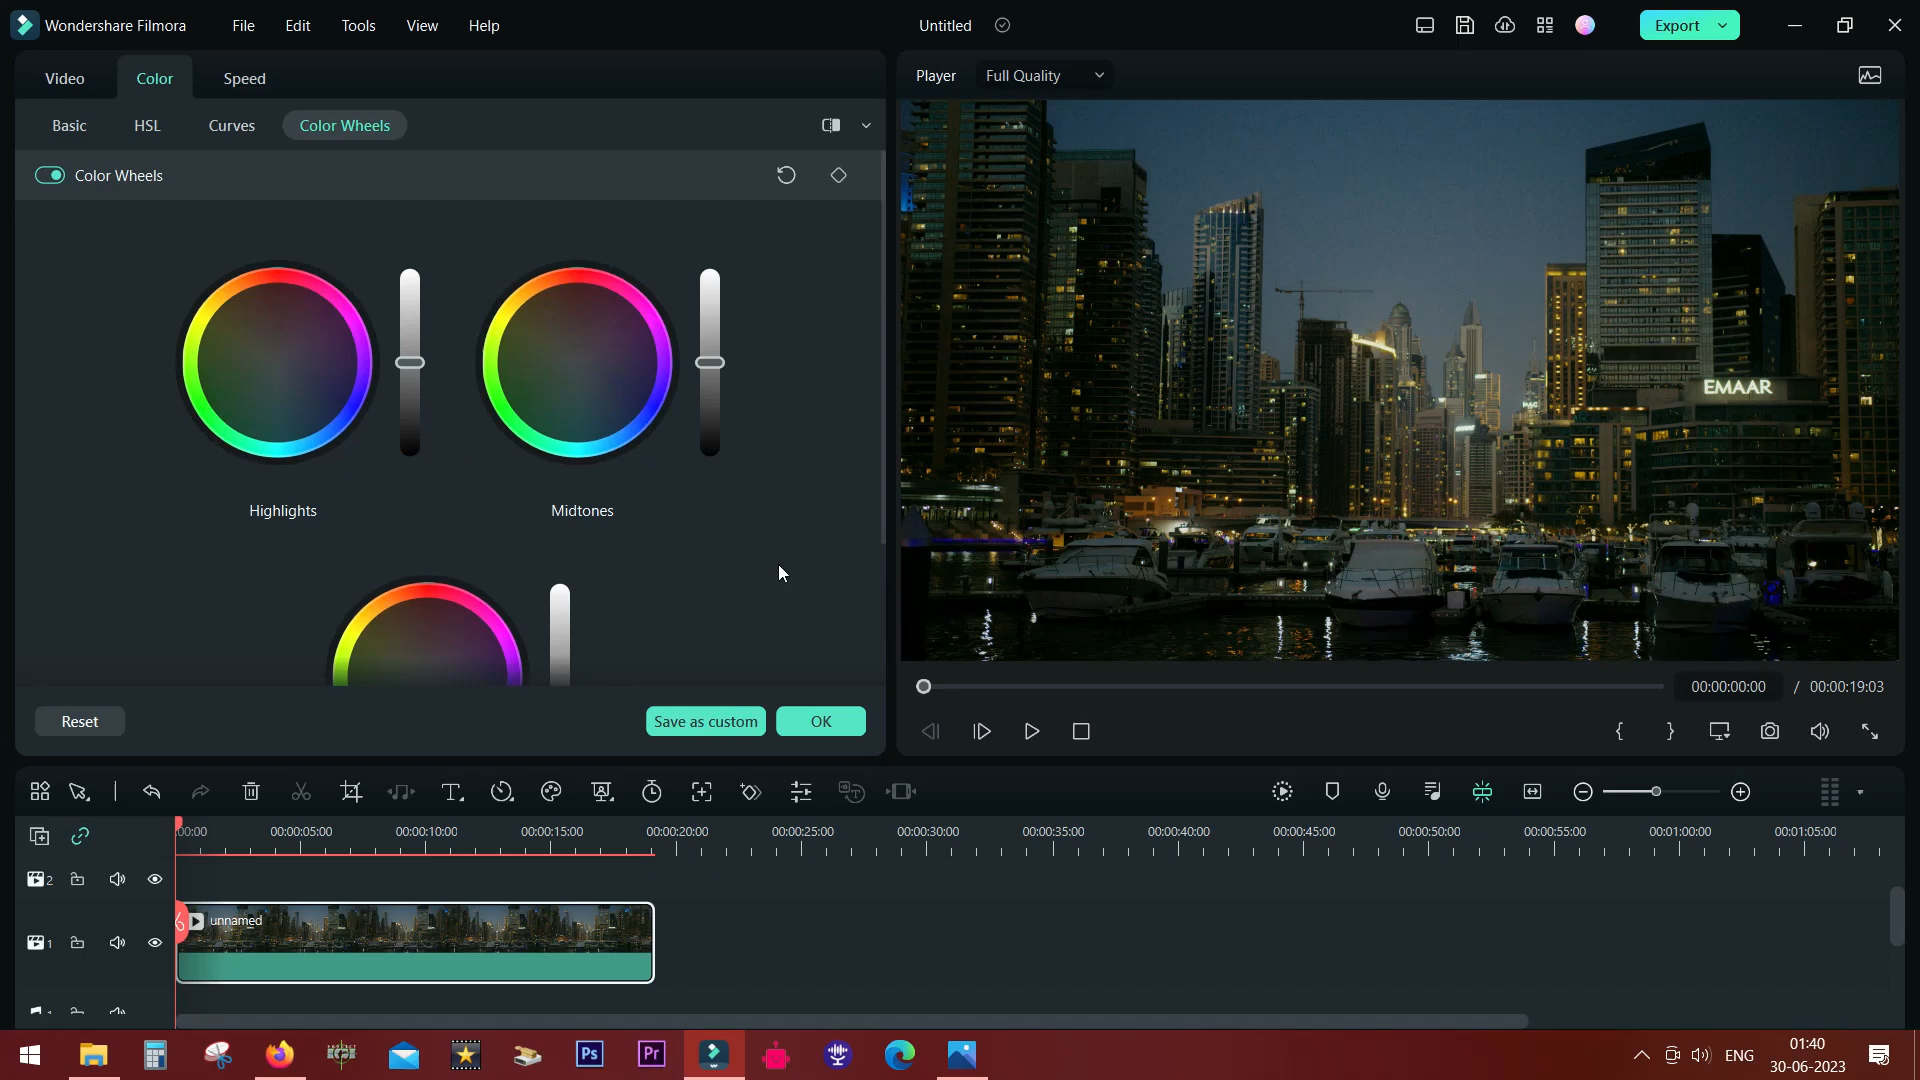 Wondershare Filmora File Edit Tools View Help Untitled Export
Video Color Speed
Player Full Quality
Basic HSL Curves Color Wheels
Color Wheels
EMAAR
Highlights Midtones
00:00:00:00 / 00:00:19:03
Reset Save as custom OK
:00:00 00:00:05:00 00:00:10:00 00:00:15:00 00:00:20:00 00:00:25:00 00:00:30:00 00:00:35:00 00:00:40:00 00:00:45:00 00:00:50:00 00:00:55:00 00:01:00:00 00:01:05:00
2
unnamed
1
Ps Pr ENG 01:40
30-06-2023